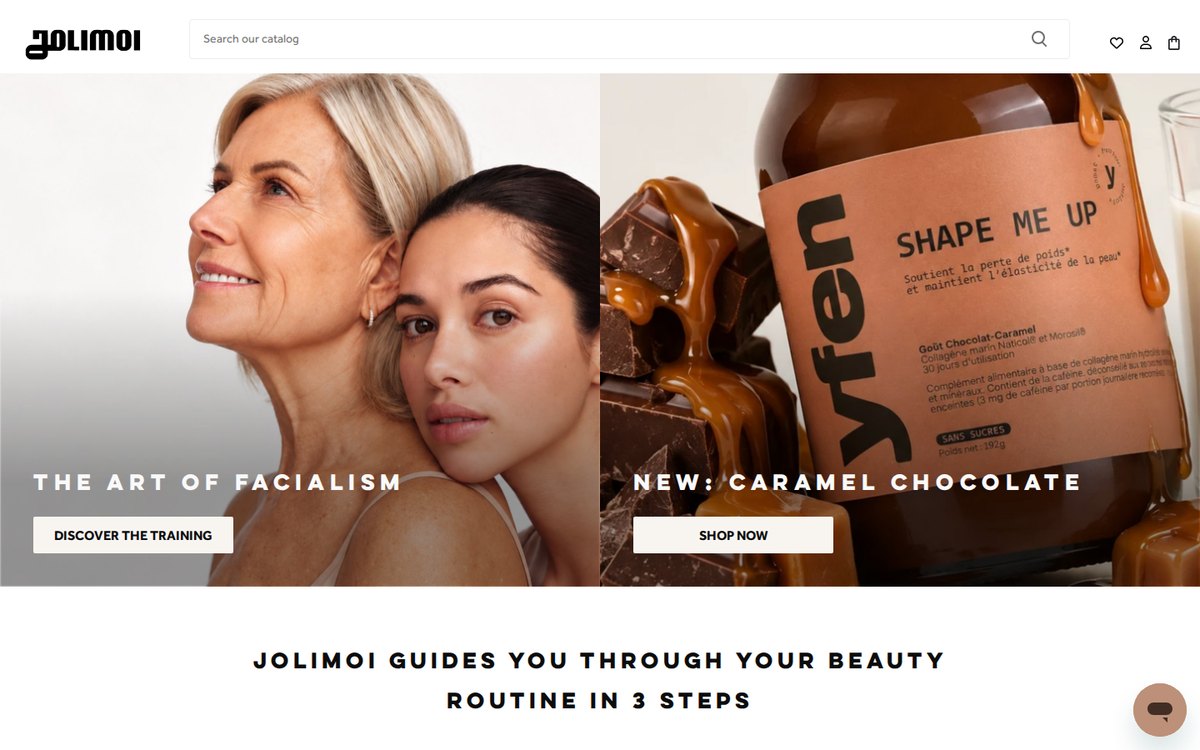 JOLIMOI
Search our catalog
THE ART OF FACIALISM
DISCOVER THE TRAINING
yfen
y
SHAPE ME UP
Soutient la perte de poids*
et maintient l'élasticité de la peau*
Goût Chocolat-Caramel
Collagène marin Naticol® et Morosil®
30 jours d'utilisation
Complément alimentaire à base de collagène marin
et minéraux. Contient de la caféine, déconseillé aux
enceintes (3 mg de caféine par portion journalière
SANS SUCRES
Poids net : 192g
NEW: CARAMEL CHOCOLATE
SHOP NOW
JOLIMOI GUIDES YOU THROUGH YOUR BEAUTY
ROUTINE IN 3 STEPS